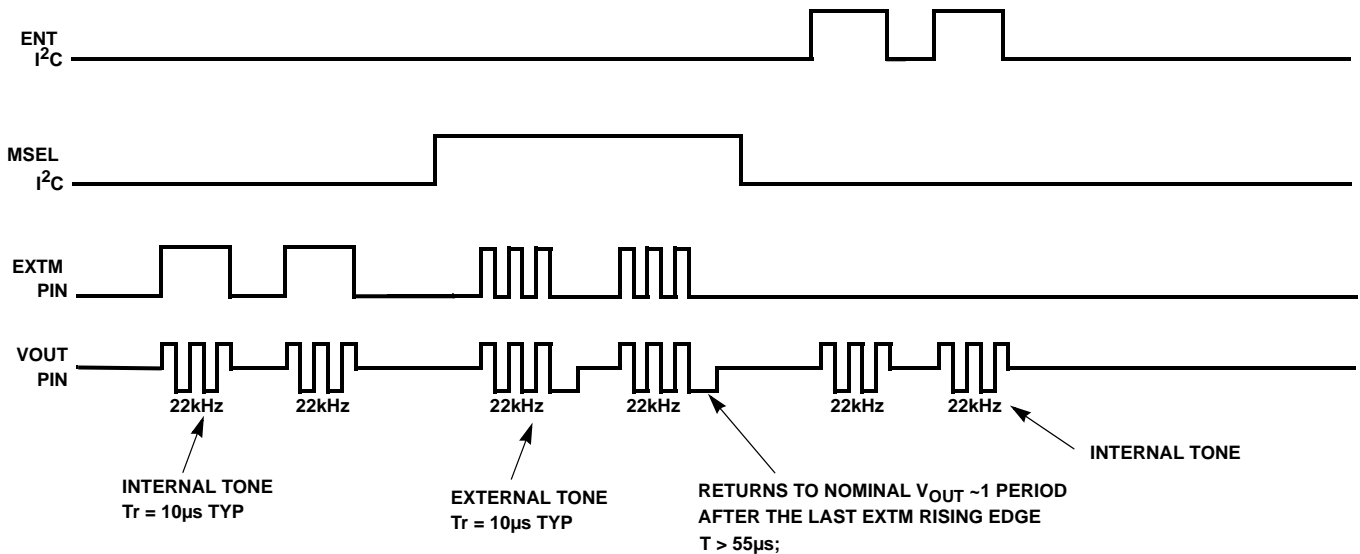 ENT
I²C
MSEL
I²C
EXTM
PIN
VOUT
PIN
22kHz 22kHz 22kHz 22kHz 22kHz 22kHz
INTERNAL TONE
Tr = 10µs TYP
EXTERNAL TONE
Tr = 10µs TYP
RETURNS TO NOMINAL VOUT ~1 PERIOD
AFTER THE LAST EXTM RISING EDGE
T > 55µs;
INTERNAL TONE